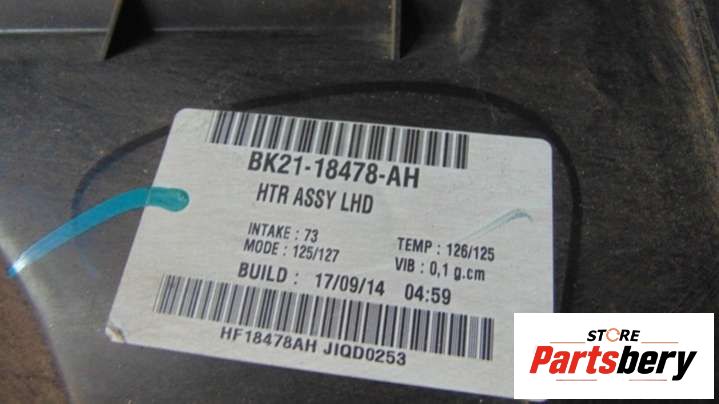 BK21-18478-AH
HTR ASSY LHD
INTAKE : 73
MODE : 125/127
TEMP : 126/125
VIB : 0,1 g.cm
BUILD : 17/09/14 04:59
HF18478AH JIQD0253
STORE
Partsbery